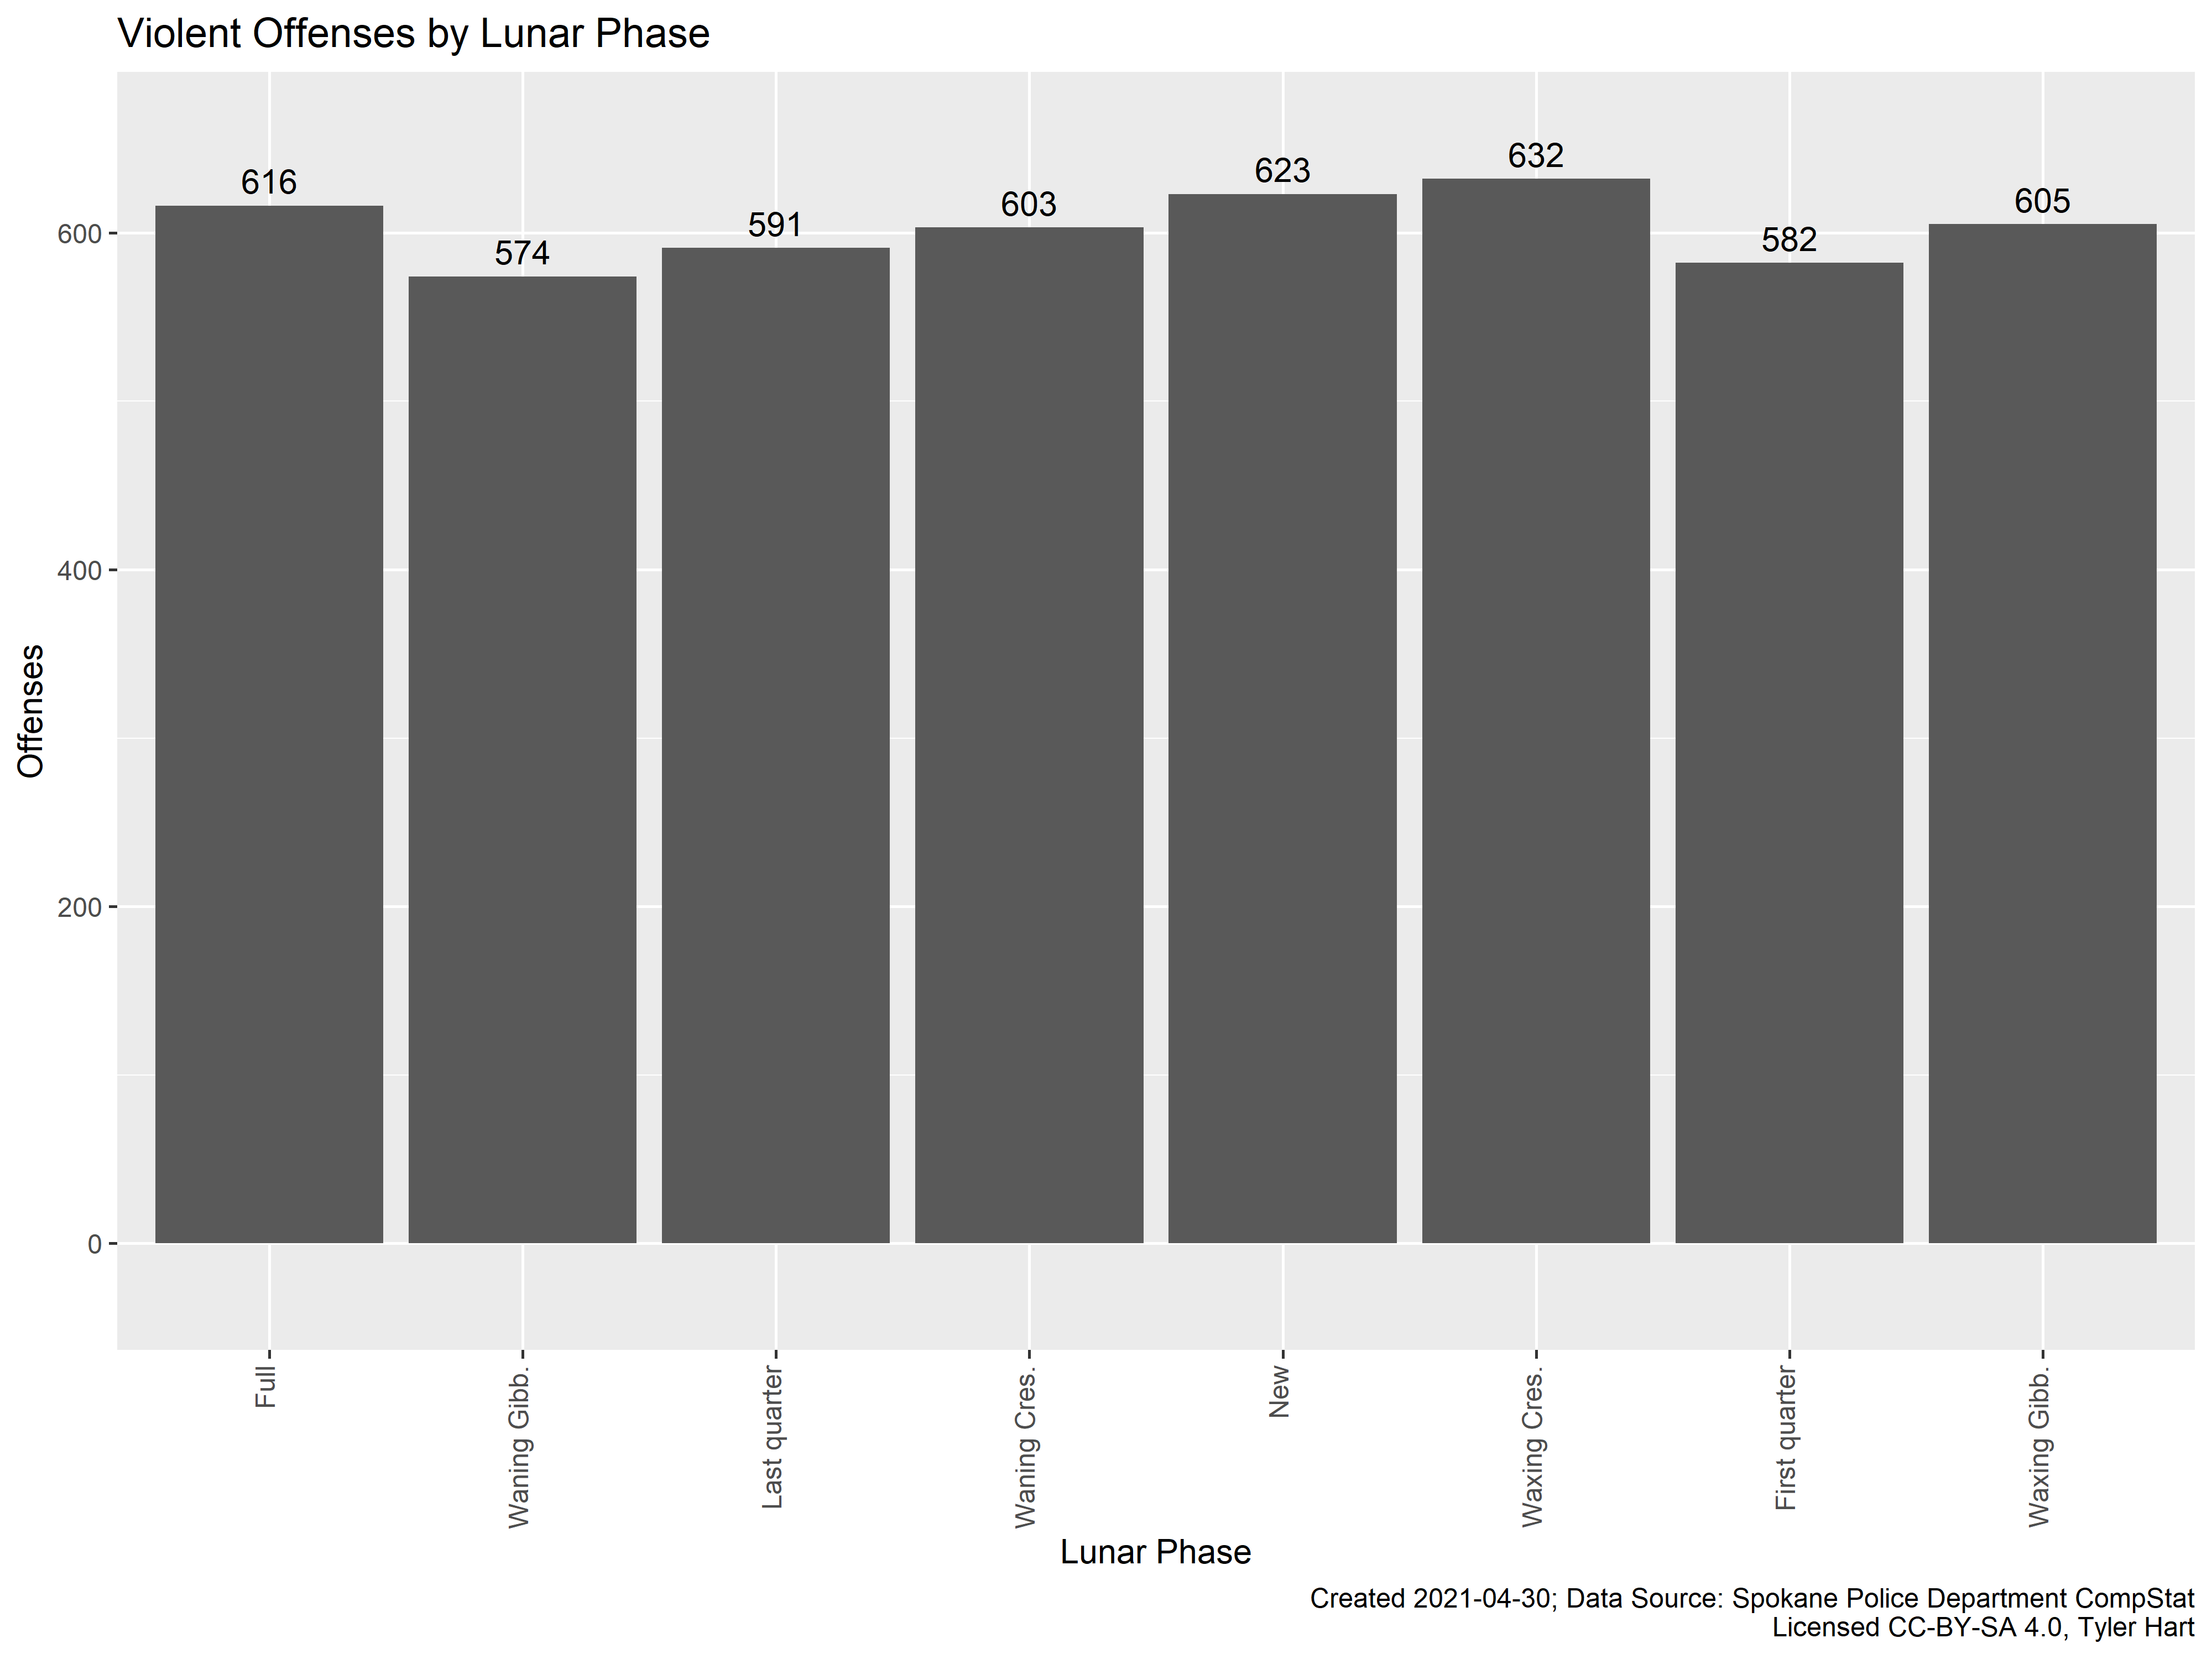 Violent Offenses by Lunar Phase
616
574
591
603
623
632
582
605
600
400
200
0
Offenses
Full
Waning Gibb.
Last quarter
Waning Cres.
New
Waxing Cres.
First quarter
Waxing Gibb.
Lunar Phase
Created 2021-04-30; Data Source: Spokane Police Department CompStat
Licensed CC-BY-SA 4.0, Tyler Hart